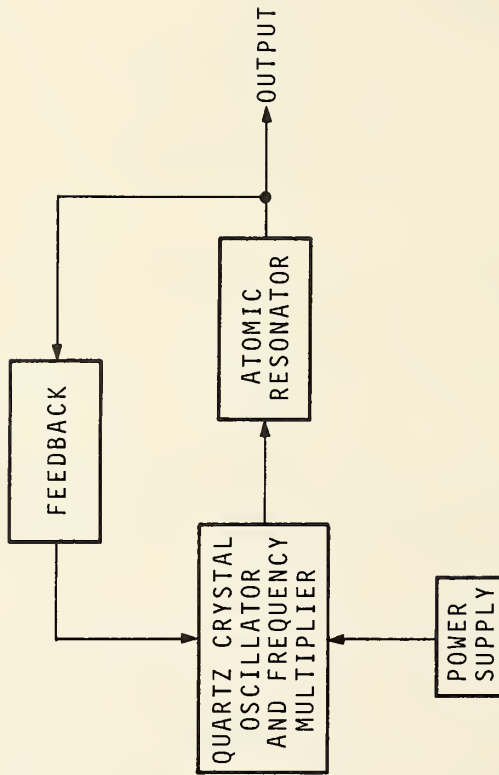 FEEDBACK
QUARTZ CRYSTAL
OSCILLATOR
AND FREQUENCY
MULTIPLIER
ATOMIC
RESONATOR
OUTPUT
POWER
SUPPLY